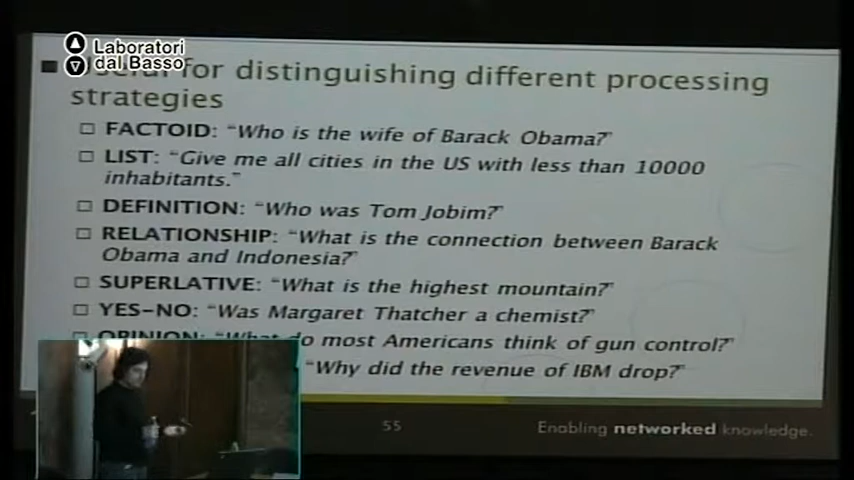 Laboratori
dal Basso
for distinguishing different processing
strategies
FACTOID: "Who is the wife of Barack Obama?"
LIST: "Give me all cities in the US with less than 10000
inhabitants."
DEFINITION: "Who was Tom Jobim?"
RELATIONSHIP: "What is the connection between Barack
Obama and Indonesia?"
SUPERLATIVE: "What is the highest mountain?"
YES-NO: "Was Margaret Thatcher a chemist?"
OPINION: "What do most Americans think of gun control?"
"Why did the revenue of IBM drop?"
55
Enabling networked knowledge.